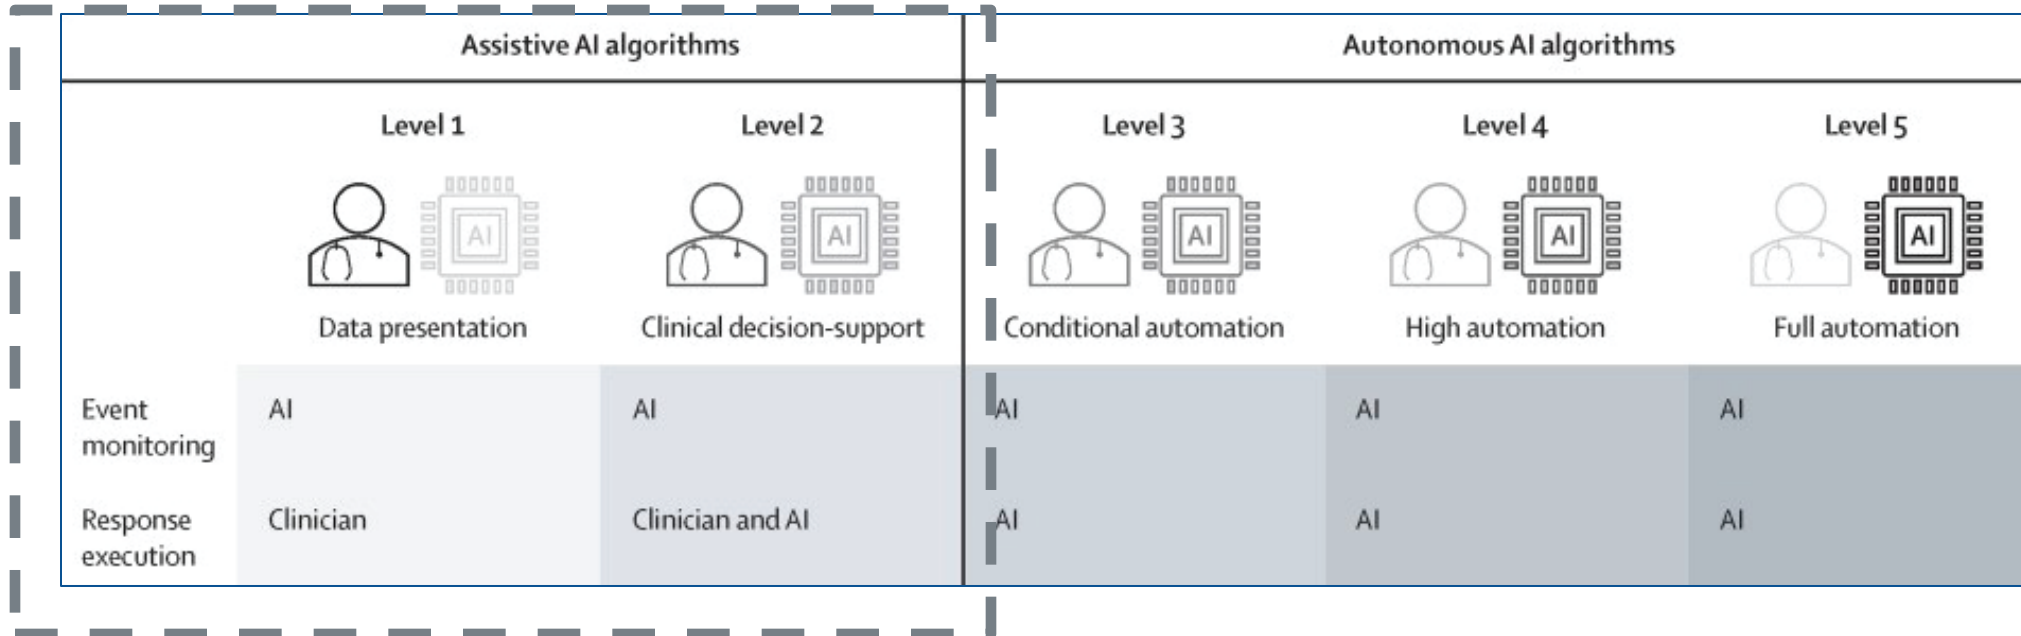 Assistive AI algorithms Autonomous AI algorithms
Level 1 Level 2 Level 3 Level 4 Level 5
AI AI AI AI AI
Data presentation Clinical decision-support Conditional automation High automation Full automation
Event monitoring AI AI AI AI AI
Response execution Clinician Clinician and AI AI AI AI